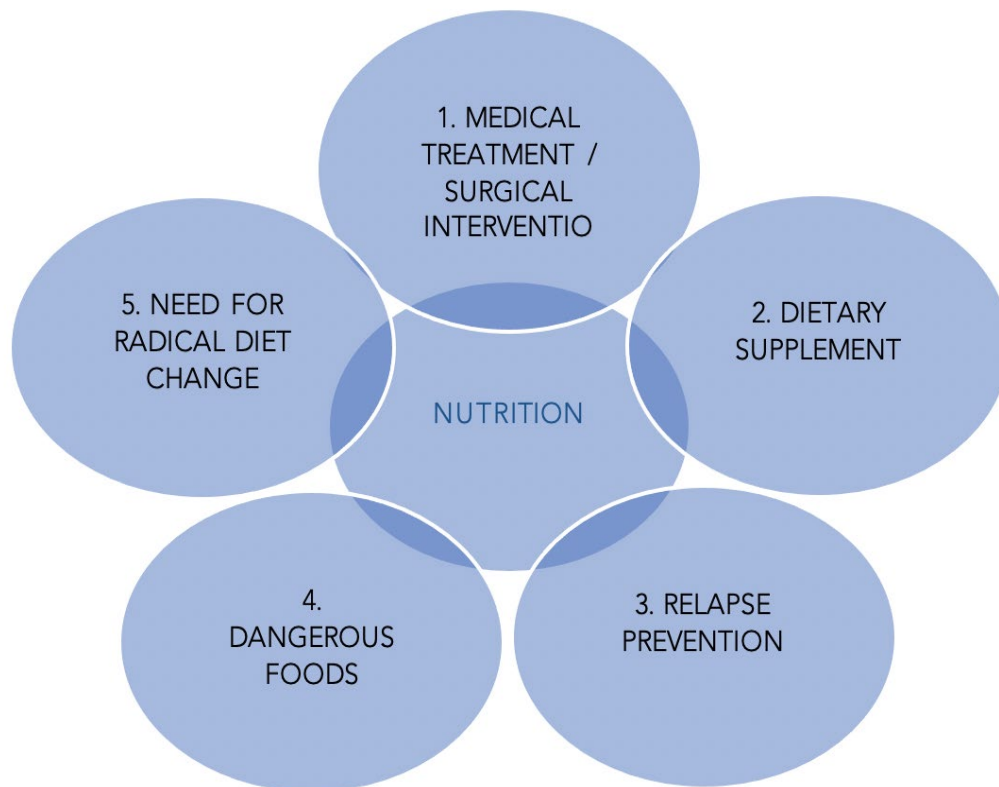 1. MEDICAL
TREATMENT /
SURGICAL
INTERVENTIO
2. DIETARY
SUPPLEMENT
3. RELAPSE
PREVENTION
4.
DANGEROUS
FOODS
5. NEED FOR
RADICAL DIET
CHANGE
NUTRITION